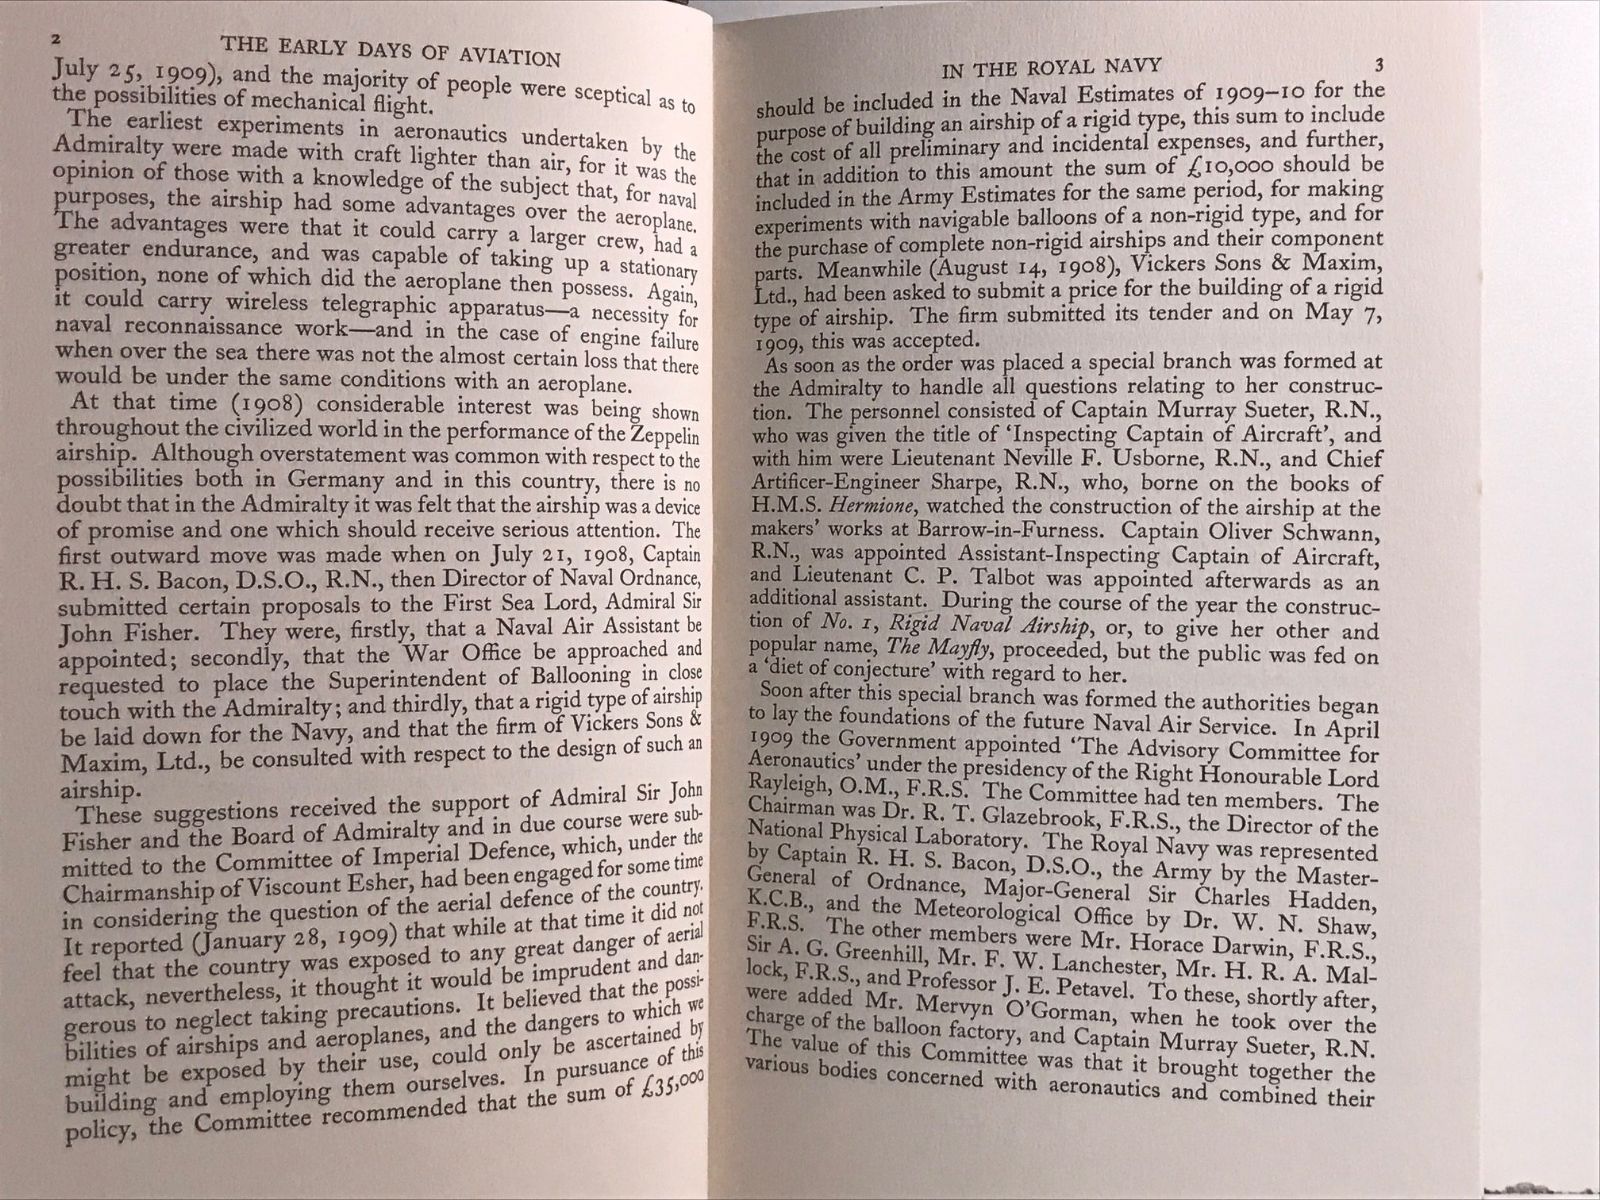 2
THE EARLY DAYS OF AVIATION
July 25, 1909), and the majority of people were sceptical as to
the possibilities of mechanical flight.
The earliest experiments in aeronautics undertaken by the
Admiralty were made with craft lighter than air, for it was the
opinion of those with a knowledge of the subject that, for naval
purposes, the airship had some advantages over the aeroplane.
The advantages were that it could carry a larger crew, had a
greater endurance, and was capable of taking up a stationary
position, none of which did the aeroplane then possess. Again,
it could carry wireless telegraphic apparatus—a necessity for
naval reconnaissance work—and in the case of engine failure
when over the sea there was not the almost certain loss that there
would be under the same conditions with an aeroplane.
At that time (1908) considerable interest was being shown
throughout the civilized world in the performance of the Zeppelin
airship. Although overstatement was common with respect to the
possibilities both in Germany and in this country, there is no
doubt that in the Admiralty it was felt that the airship was a device
of promise and one which should receive serious attention. The
first outward move was made when on July 21, 1908, Captain
R. H. S. Bacon, D.S.O., R.N., then Director of Naval Ordnance,
submitted certain proposals to the First Sea Lord, Admiral Sir
John Fisher. They were, firstly, that a Naval Air Assistant be
appointed; secondly, that the War Office be approached and
requested to place the Superintendent of Ballooning in close
touch with the Admiralty; and thirdly, that a rigid type of airship
be laid down for the Navy, and that the firm of Vickers Sons &
Maxim, Ltd., be consulted with respect to the design of such an
airship.
These suggestions received the support of Admiral Sir John
Fisher and the Board of Admiralty and in due course were sub-
mitted to the Committee of Imperial Defence, which, under the
Chairmanship of Viscount Esher, had been engaged for some time
in considering the question of the aerial defence of the country.
It reported (January 28, 1909) that while at that time it did not
feel that the country was exposed to any great danger of aerial
attack, nevertheless, it thought it would be imprudent and dan-
gerous to neglect taking precautions. It believed that the possi-
bilities of airships and aeroplanes, and the dangers to which we
might be exposed by their use, could only be ascertained by
building and employing them ourselves. In pursuance of this
policy, the Committee recommended that the sum of £35,000
IN THE ROYAL NAVY
3
should be included in the Naval Estimates of 1909–10 for the
purpose of building an airship of a rigid type, this sum to include
the cost of all preliminary and incidental expenses, and further,
that in addition to this amount the sum of £10,000 should be
included in the Army Estimates for the same period, for making
experiments with navigable balloons of a non-rigid type, and for
the purchase of complete non-rigid airships and their component
parts. Meanwhile (August 14, 1908), Vickers Sons & Maxim,
Ltd., had been asked to submit a price for the building of a rigid
type of airship. The firm submitted its tender and on May 7,
1909, this was accepted.
As soon as the order was placed a special branch was formed at
the Admiralty to handle all questions relating to her construc-
tion. The personnel consisted of Captain Murray Sueter, R.N.,
who was given the title of ‘Inspecting Captain of Aircraft’, and
with him were Lieutenant Neville F. Usborne, R.N., and Chief
Artificer-Engineer Sharpe, R.N., who, borne on the books of
H.M.S. Hermione, watched the construction of the airship at the
makers’ works at Barrow-in-Furness. Captain Oliver Schwann,
R.N., was appointed Assistant-Inspecting Captain of Aircraft,
and Lieutenant C. P. Talbot was appointed afterwards as an
additional assistant. During the course of the year the construc-
tion of No. 1, Rigid Naval Airship, or, to give her other and
popular name, The Mayfly, proceeded, but the public was fed on
a ‘diet of conjecture’ with regard to her.
Soon after this special branch was formed the authorities began
to lay the foundations of the future Naval Air Service. In April
1909 the Government appointed ‘The Advisory Committee for
Aeronautics’ under the presidency of the Right Honourable Lord
Rayleigh, O.M., F.R.S. The Committee had ten members. The
Chairman was Dr. R. T. Glazebrook, F.R.S., the Director of the
National Physical Laboratory. The Royal Navy was represented
by Captain R. H. S. Bacon, D.S.O., the Army by the Master-
General of Ordnance, Major-General Sir Charles Hadden,
K.C.B., and the Meteorological Office by Dr. W. N. Shaw,
F.R.S. The other members were Mr. Horace Darwin, F.R.S.,
Sir A. G. Greenhill, Mr. F. W. Lanchester, Mr. H. R. A. Mal-
lock, F.R.S., and Professor J. E. Petavel. To these, shortly after,
were added Mr. Mervyn O’Gorman, when he took over the
charge of the balloon factory, and Captain Murray Sueter, R.N.
The value of this Committee was that it brought together the
various bodies concerned with aeronautics and combined their